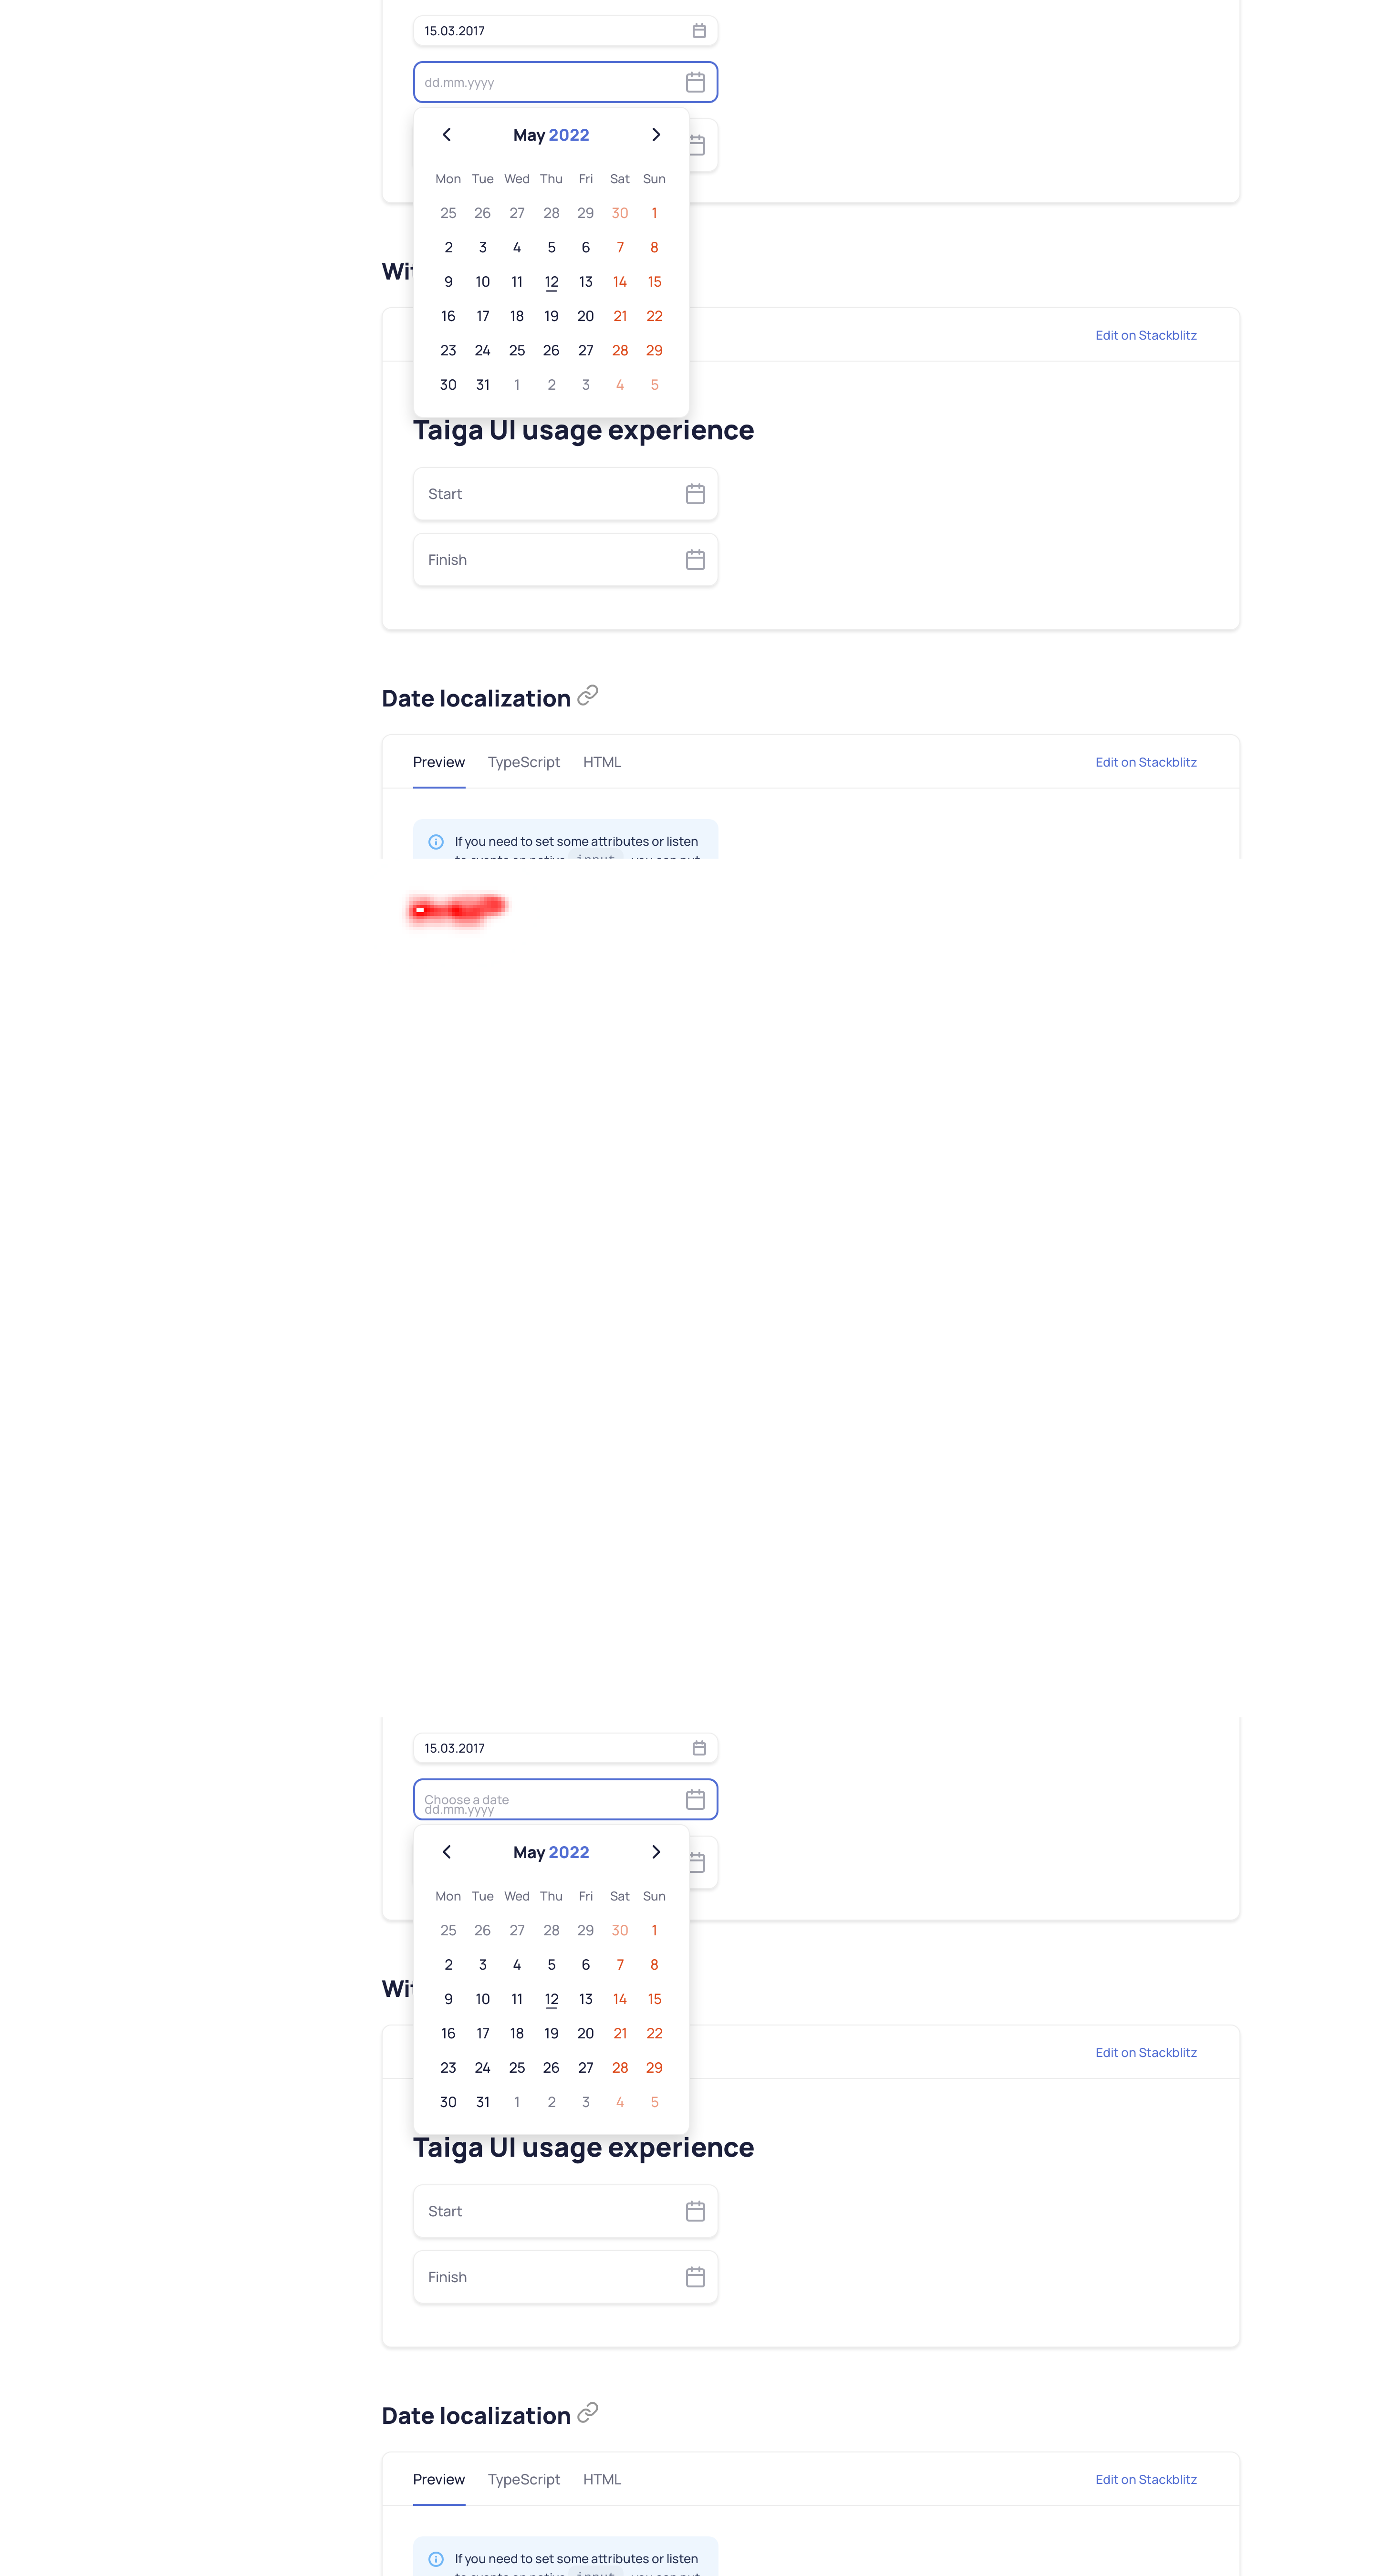 15.03.2017
dd.mm.yyyy
May 2022
Mon Tue Wed Thu Fri Sat Sun
25 26 27 28 29 30 1
2 3 4 5 6 7 8
9 10 11 12 13 14 15
16 17 18 19 20 21 22
23 24 25 26 27 28 29
30 31 1 2 3 4 5
Edit on Stackblitz
Taiga UI usage experience
Start
Finish
Date localization
Preview TypeScript HTML Edit on Stackblitz
If you need to set some attributes or listen
15.03.2017
Choose a date
dd.mm.yyyy
May 2022
Mon Tue Wed Thu Fri Sat Sun
25 26 27 28 29 30 1
2 3 4 5 6 7 8
9 10 11 12 13 14 15
16 17 18 19 20 21 22
23 24 25 26 27 28 29
30 31 1 2 3 4 5
Edit on Stackblitz
Taiga UI usage experience
Start
Finish
Date localization
Preview TypeScript HTML Edit on Stackblitz
If you need to set some attributes or listen